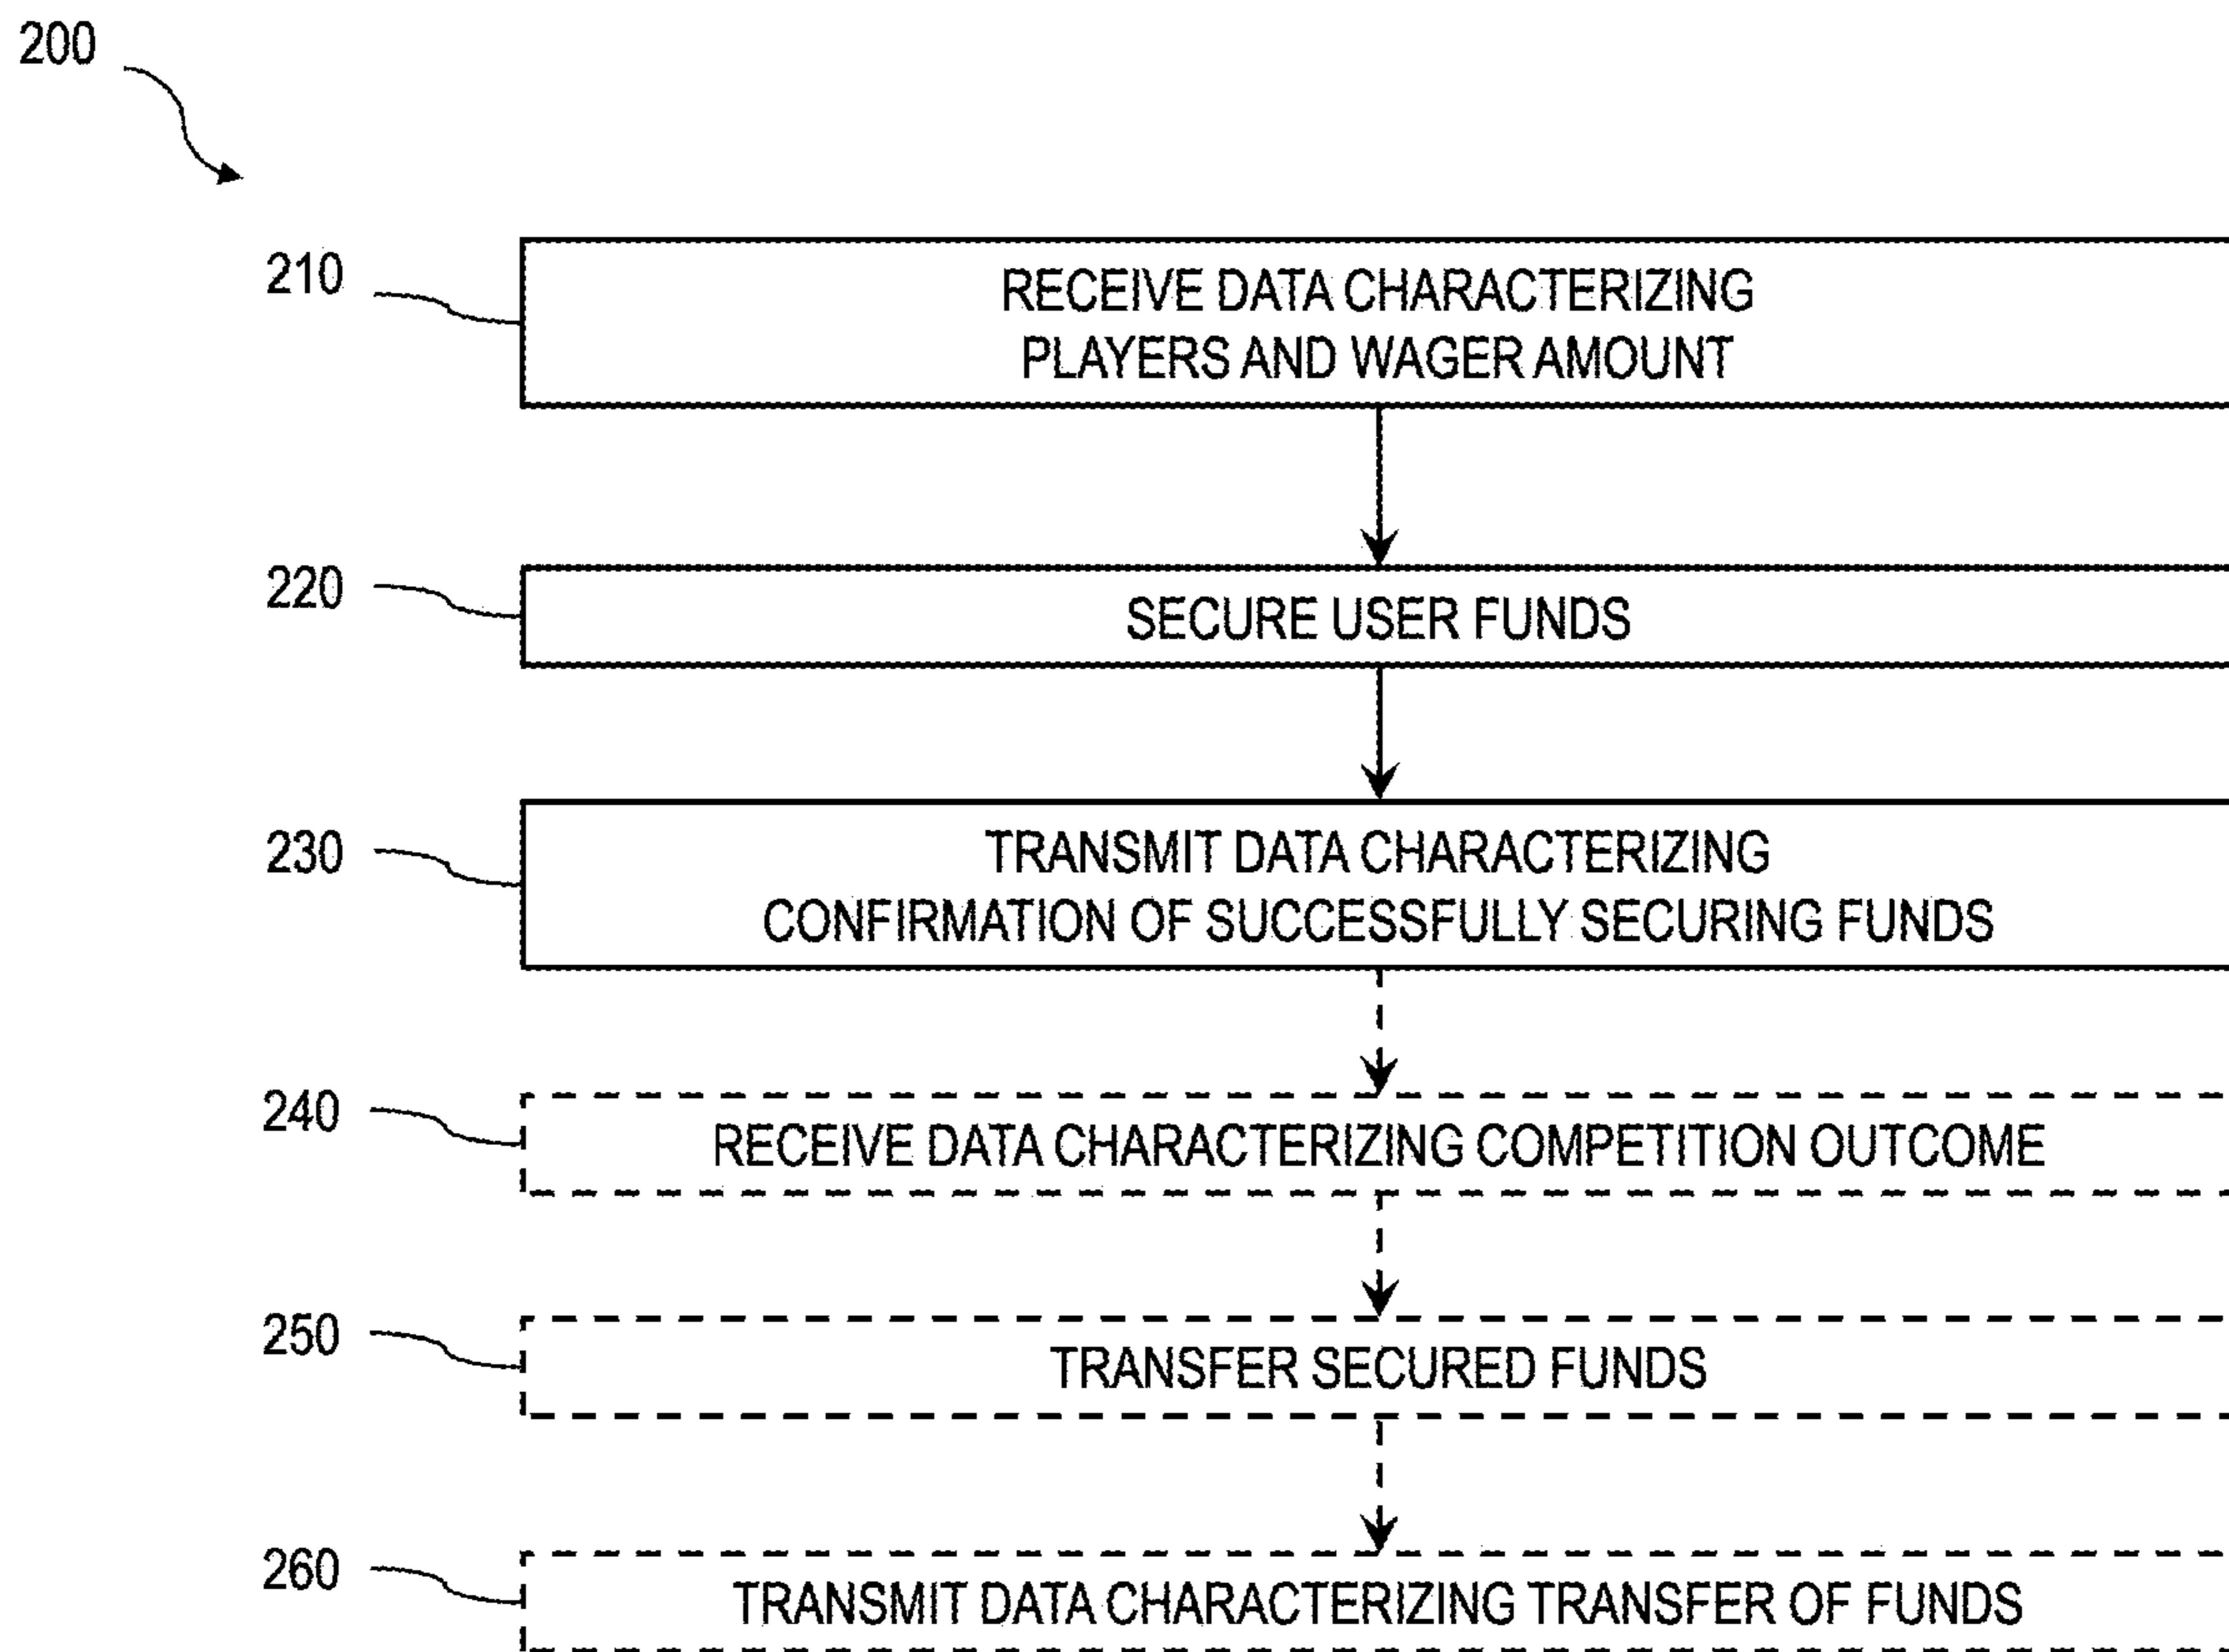 200
210
RECEIVE DATA CHARACTERIZING
PLAYERS AND WAGER AMOUNT
220
SECURE USER FUNDS
230
TRANSMIT DATA CHARACTERIZING
CONFIRMATION OF SUCCESSFULLY SECURING FUNDS
240
RECEIVE DATA CHARACTERIZING COMPETITION OUTCOME
250
TRANSFER SECURED FUNDS
260
TRANSMIT DATA CHARACTERIZING TRANSFER OF FUNDS